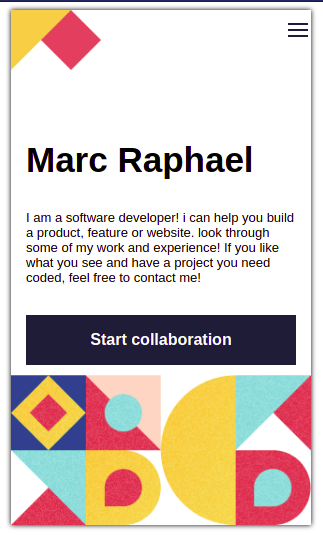 Marc Raphael
I am a software developer! i can help you build
a product, feature or website. look through
some of my work and experience! If you like
what you see and have a project you need
coded, feel free to contact me!
Start collaboration